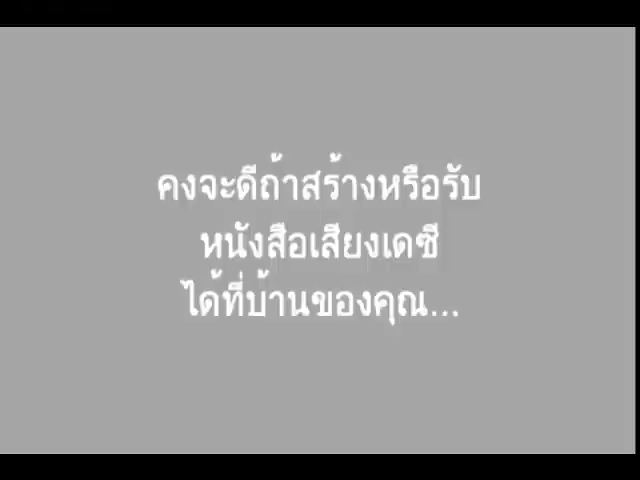 คงจะดีถ้าสร้างหรือรับ
หนังสือเสียงเดซี
ได้ที่บ้านของคุณ...